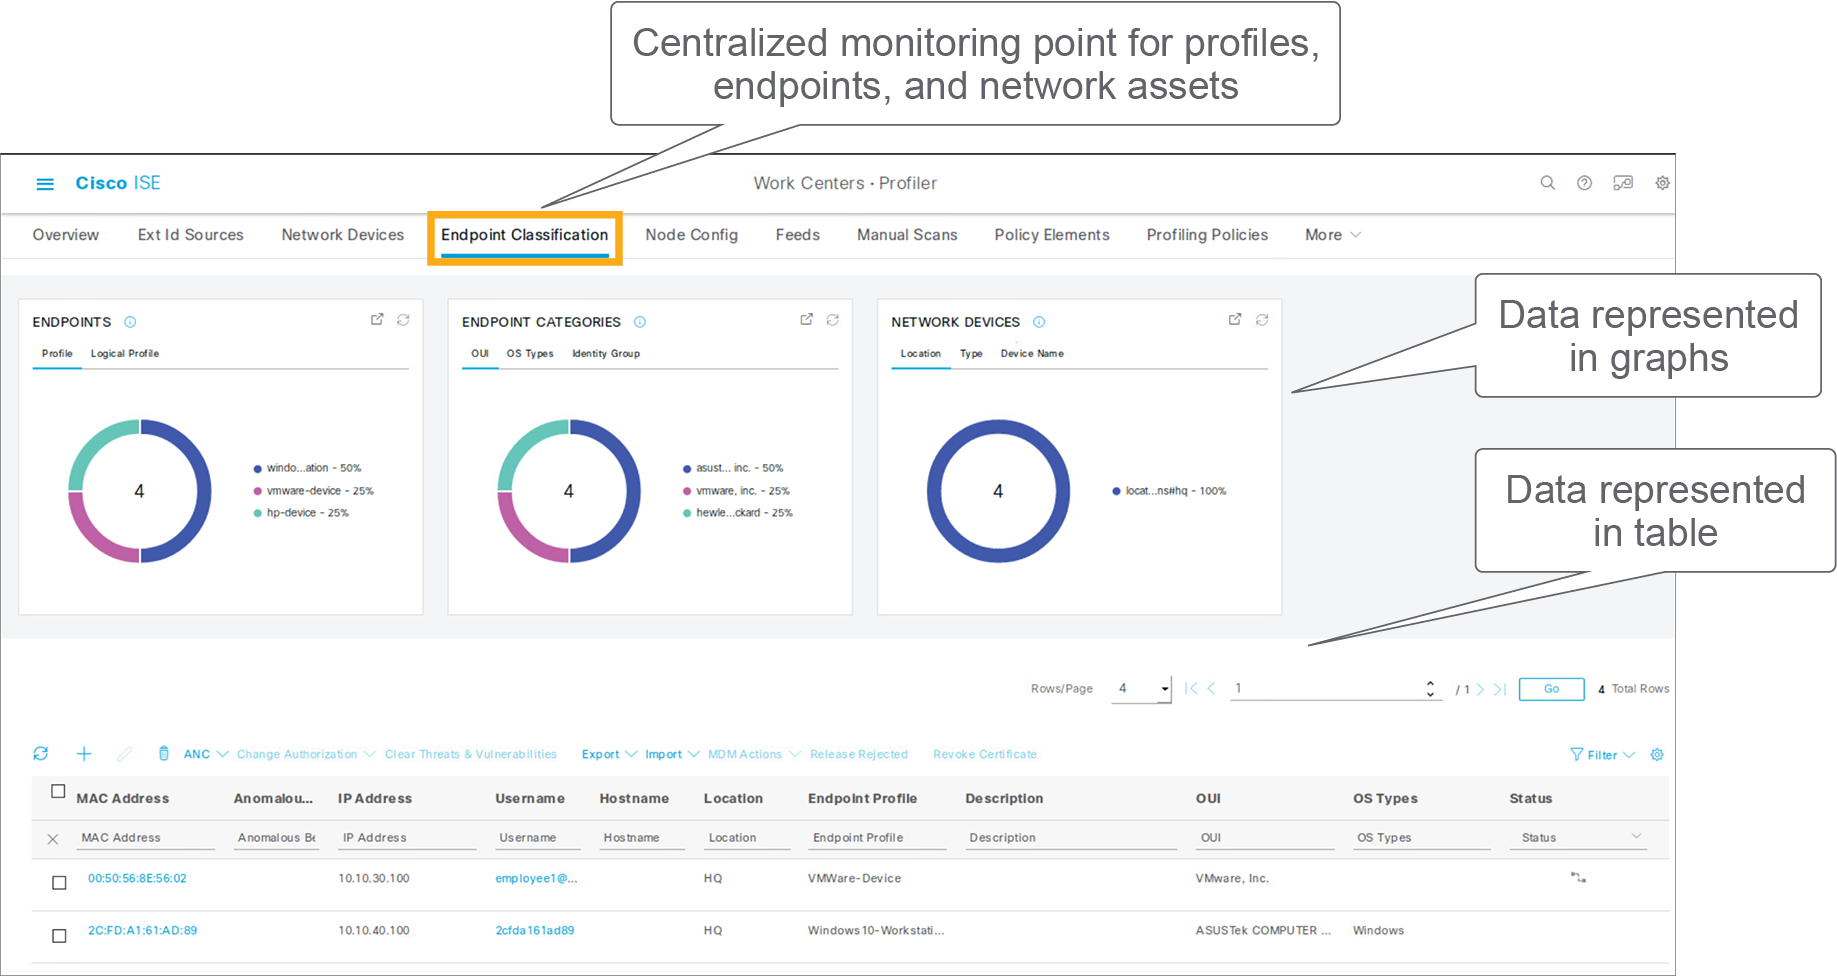 Centralized monitoring point for profiles,
endpoints, and network assets
Cisco ISE
Work Centers · Profiler
Overview Ext Id Sources Network Devices Endpoint Classification Node Config Feeds Manual Scans Policy Elements Profiling Policies More
Data represented
in graphs
ENDPOINTS
Profile Logical Profile
4
windo...ation - 50%
vmware-device - 25%
hp-device - 25%
ENDPOINT CATEGORIES
OUI OS Types Identity Group
4
asust... inc. - 50%
vmware, inc. - 25%
hewle...ckard - 25%
NETWORK DEVICES
Location Type Device Name
4
locat...ns#hq - 100%
Data represented
in table
Rows/Page 4 1 / 1 Go 4 Total Rows
ANC Change Authorization Clear Threats & Vulnerabilities Export Import MDM Actions Release Rejected Revoke Certificate Filter
MAC Address Anomalou... IP Address Username Hostname Location Endpoint Profile Description OUI OS Types Status
MAC Address Anomalous Be IP Address Username Hostname Location Endpoint Profile Description OUI OS Types Status
00:50:56:8E:56:02 10.10.30.100 employee1@... HQ VMWare-Device VMware, Inc.
2C:FD:A1:61:AD:89 10.10.40.100 2cfda161ad89 HQ Windows10-Workstati... ASUSTek COMPUTER ... Windows